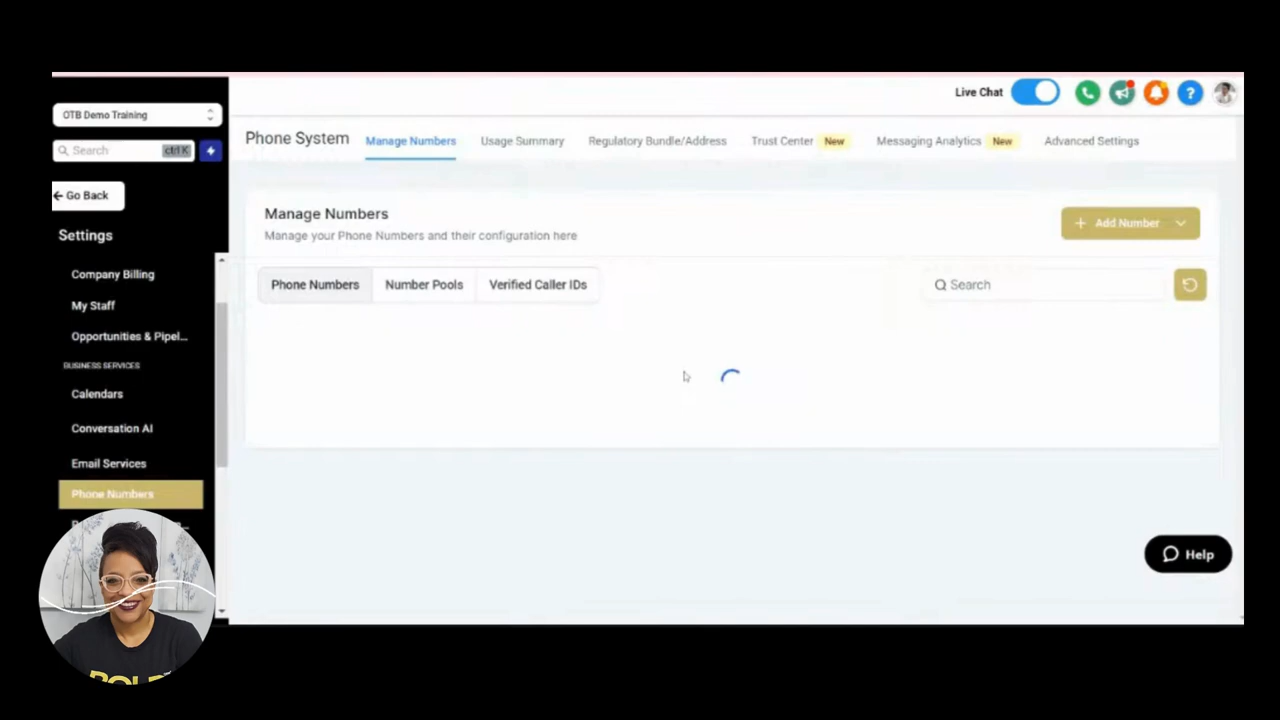 Live Chat
OTB Demo Training
Search
ctrl K
Go Back
Settings
Company Billing
My Staff
Opportunities & Pipel...
BUSINESS SERVICES
Calendars
Conversation AI
Email Services
Phone Numbers
Phone System
Manage Numbers
Usage Summary
Regulatory Bundle/Address
Trust Center New
Messaging Analytics New
Advanced Settings
Manage Numbers
Manage your Phone Numbers and their configuration here
Add Number
Phone Numbers
Number Pools
Verified Caller IDs
Search
Help